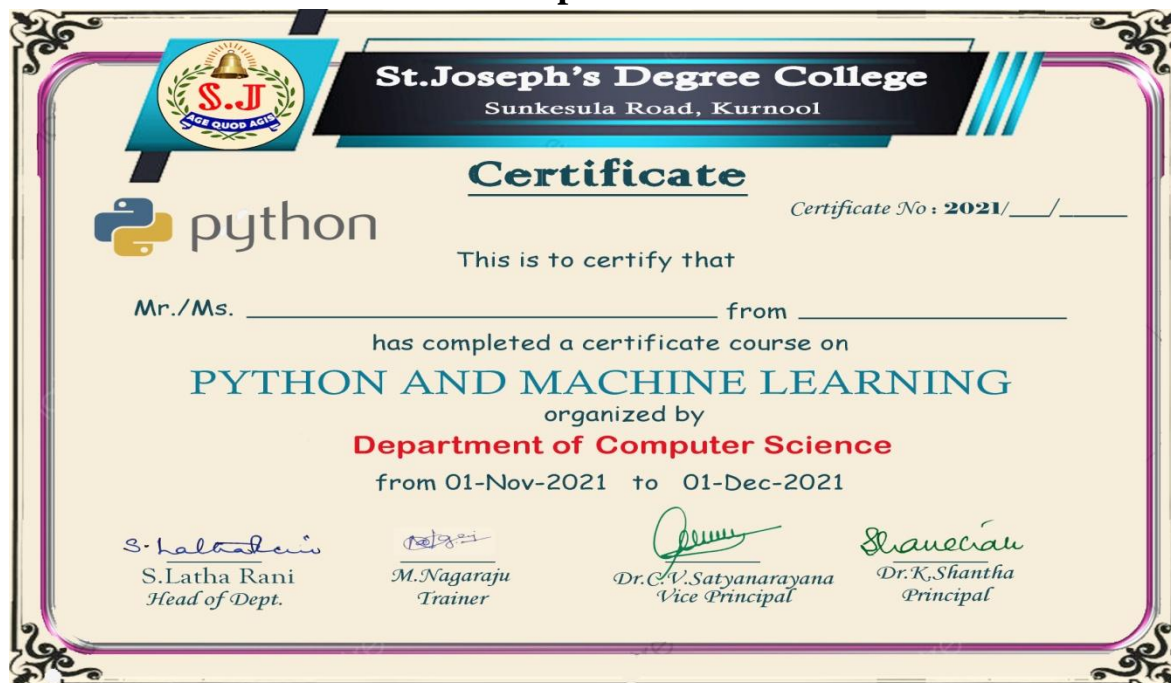 St.Joseph's Degree College
Sunkesula Road, Kurnool
S.J
AGE QUOD AGIS
Certificate
python
Certificate No : 2021/___/______
This is to certify that
Mr./Ms. ______________________ from ______________
has completed a certificate course on
PYTHON AND MACHINE LEARNING
organized by
Department of Computer Science
from 01-Nov-2021 to 01-Dec-2021
S.Latha Rani M.Nagaraju Dr.C.V.Satyanarayana Dr.K,Shantha
Head of Dept. Trainer Vice Principal Principal